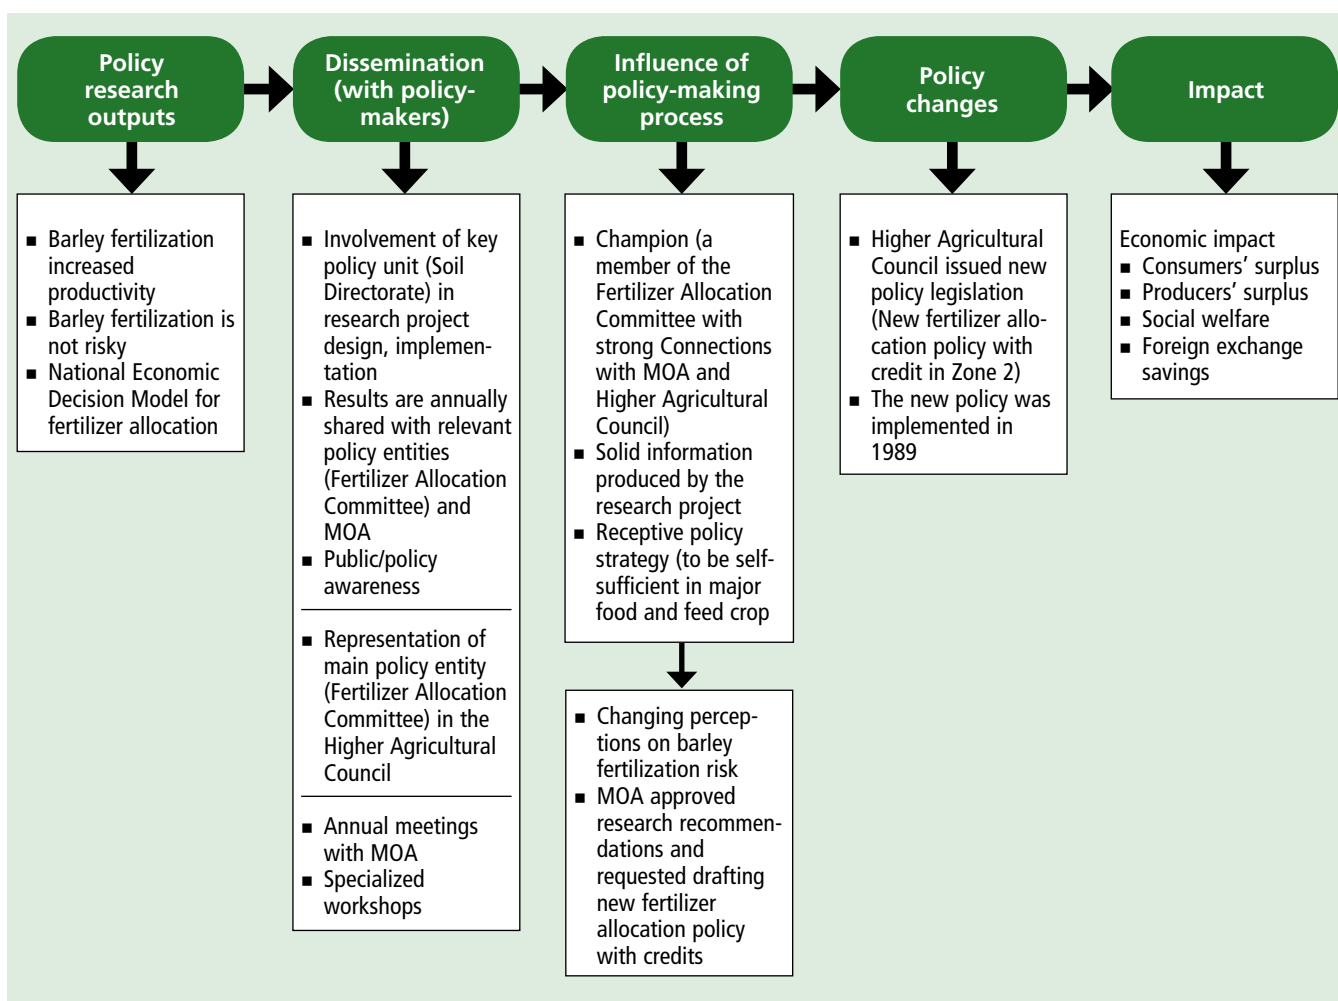 Policy
research
outputs
Dissemination
(with policy-
makers)
Influence of
policy-making
process
Policy
changes
Impact
■ Barley fertilization
increased
productivity
■ Barley fertilization is
not risky
■ National Economic
Decision Model for
fertilizer allocation
■ Involvement of key
policy unit (Soil
Directorate) in
research project
design, implemen-
tation
■ Results are annually
shared with relevant
policy entities
(Fertilizer Allocation
Committee) and
MOA
■ Public/policy
awareness
■ Representation of
main policy entity
(Fertilizer Allocation
Committee) in the
Higher Agricultural
Council
■ Annual meetings
with MOA
■ Specialized
workshops
■ Champion (a
member of the
Fertilizer Allocation
Committee with
strong Connections
with MOA and
Higher Agricultural
Council)
■ Solid information
produced by the
research project
■ Receptive policy
strategy (to be self-
sufficient in major
food and feed crop
■ Changing percep-
tions on barley
fertilization risk
■ MOA approved
research recommen-
dations and
requested drafting
new fertilizer
allocation policy
with credits
■ Higher Agricultural
Council issued new
policy legislation
(New fertilizer allo-
cation policy with
credit in Zone 2)
■ The new policy was
implemented in
1989
Economic impact
■ Consumers’ surplus
■ Producers’ surplus
■ Social welfare
■ Foreign exchange
savings